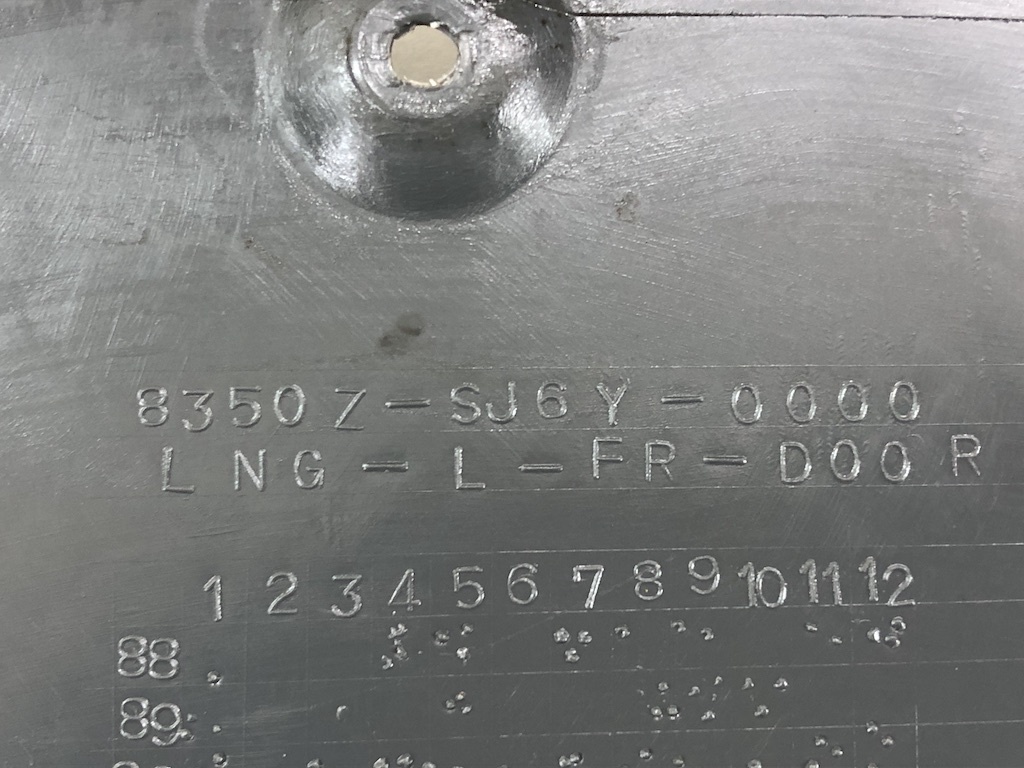 8350Z-SJ6Y-0000
LNG-L-FR-DOOR
1 2 3 4 5 6 7 8 9 10 11 12
88
89